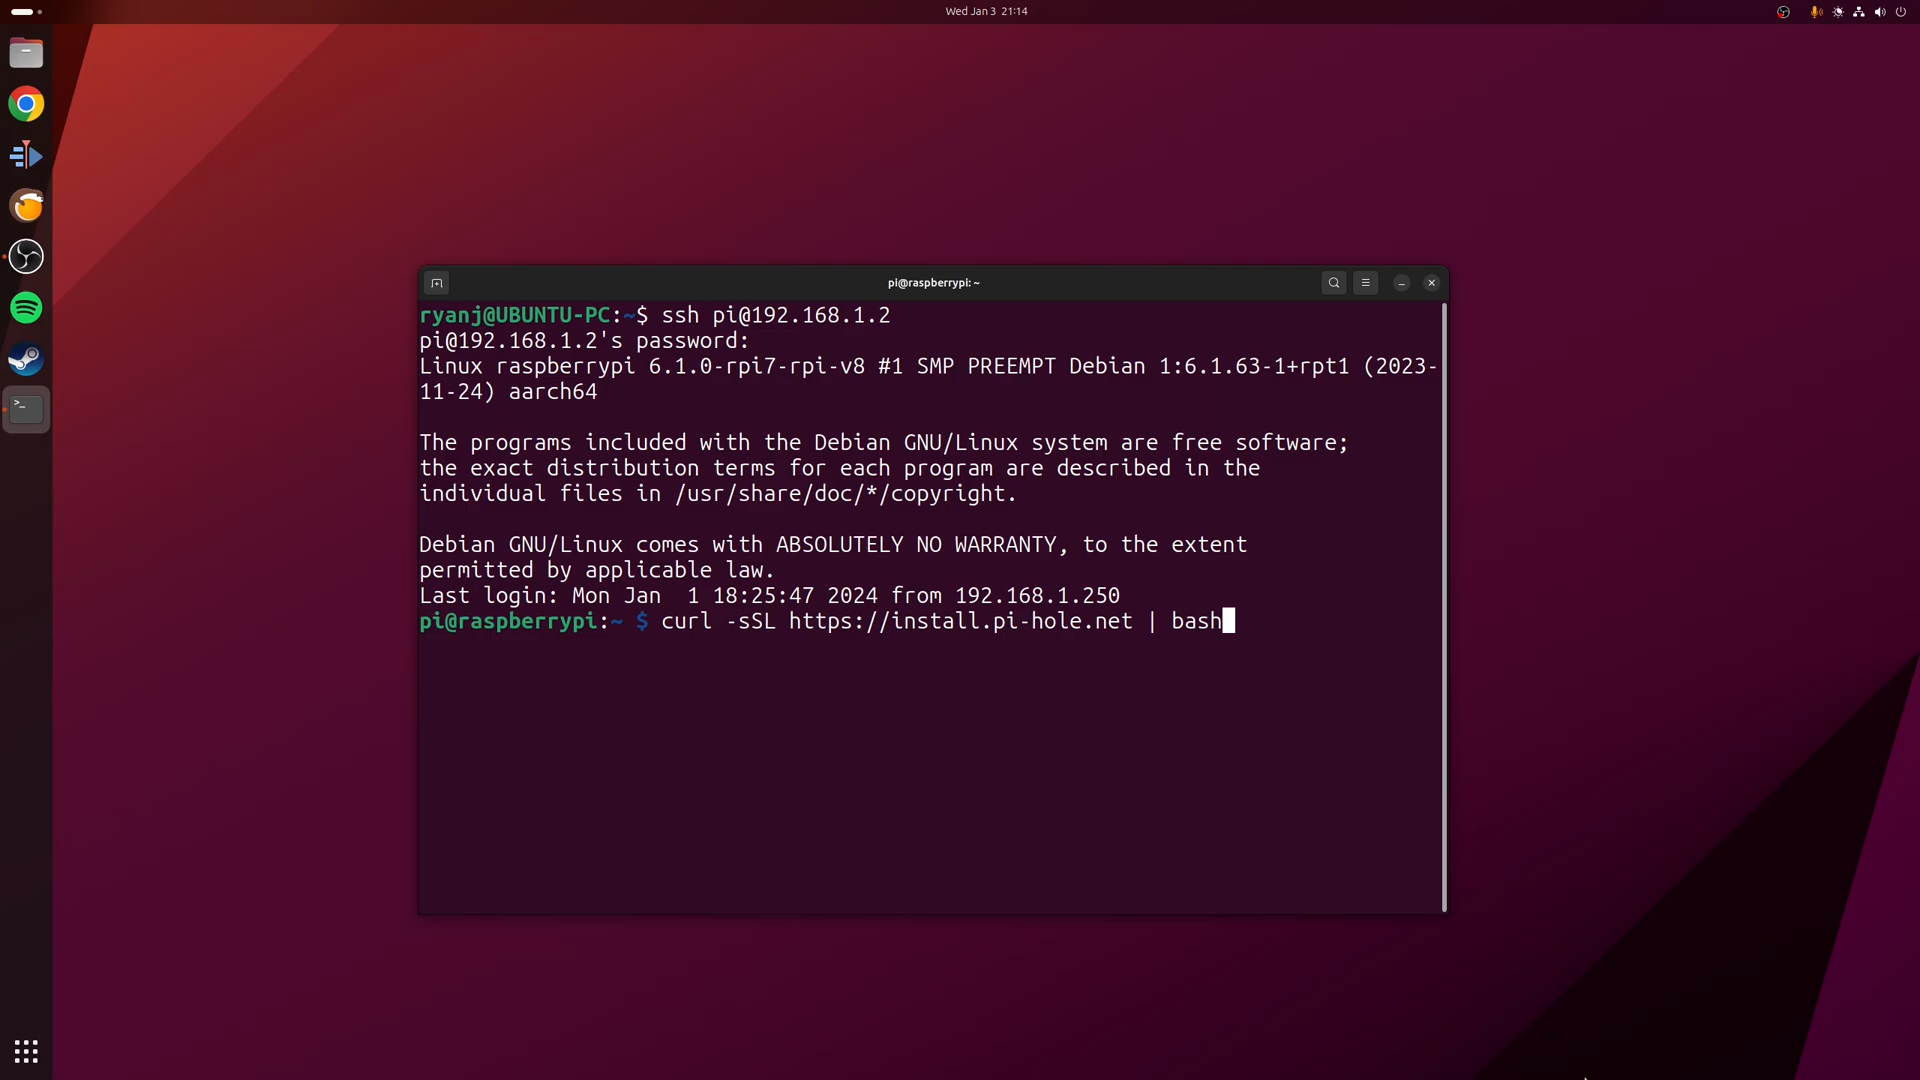 Wed Jan 3 21:14
pi@raspberrypi: ~
ryanj@UBUNTU-PC:~$ ssh pi@192.168.1.2
pi@192.168.1.2's password:
Linux raspberrypi 6.1.0-rpi7-rpi-v8 #1 SMP PREEMPT Debian 1:6.1.63-1+rpt1 (2023-
11-24) aarch64
The programs included with the Debian GNU/Linux system are free software;
the exact distribution terms for each program are described in the
individual files in /usr/share/doc/*/copyright.
Debian GNU/Linux comes with ABSOLUTELY NO WARRANTY, to the extent
permitted by applicable law.
Last login: Mon Jan  1 18:25:47 2024 from 192.168.1.250
pi@raspberrypi:~ $ curl -sSL https://install.pi-hole.net | bash